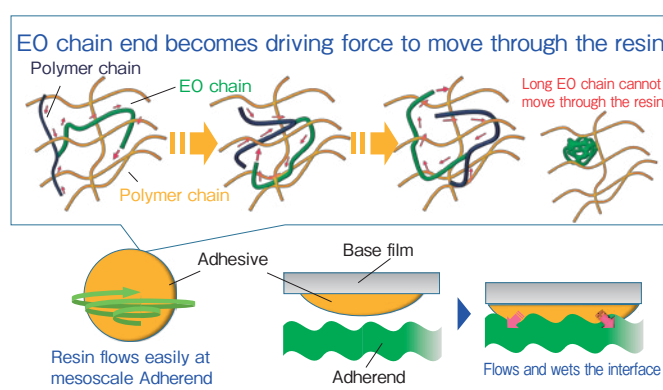 EO chain end becomes driving force to move through the resin
Polymer chain
EO chain
Polymer chain
Long EO chain cannot
move through the resin
Adhesive
Resin flows easily at
mesoscale Adherend
Base film
Adherend
Flows and wets the interface